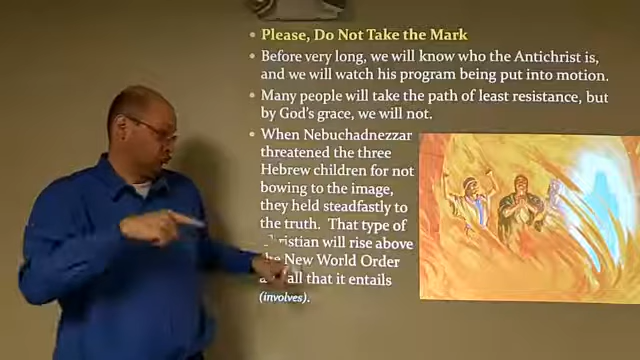 Please, Do Not Take the Mark
Before very long, we will know who the Antichrist is,
and we will watch his program being put into motion.
Many people will take the path of least resistance, but
by God's grace, we will not.
When Nebuchadnezzar
threatened the three
Hebrew children for not
bowing to the image,
they held steadfastly to
the truth. That type of
Christian will rise above
the New World Order
and all that it entails
(involves).